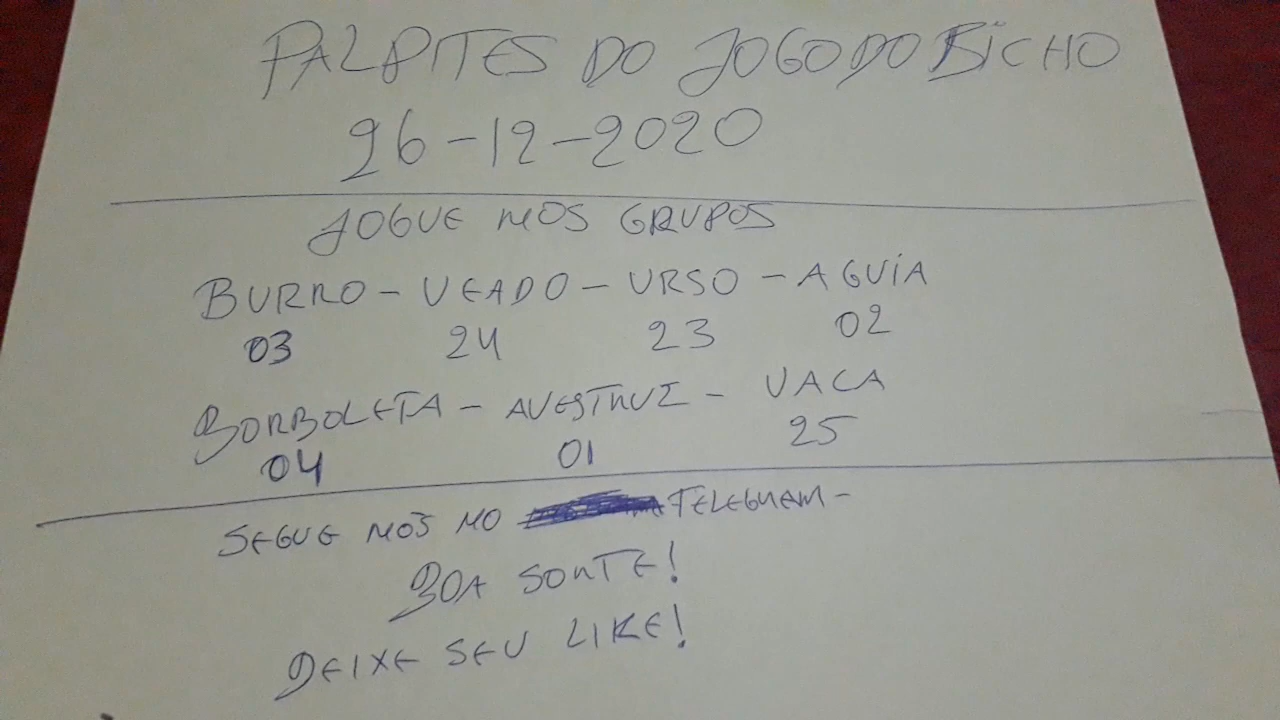 PALPITES DO JOGO DO BICHO
26-12-2020
JOGUE NOS GRUPOS
BURRO - VEADO - URSO - AGUIA
03 24 23 02
BORBOLETA - AVESTRUZ - VACA
04 01 25
SEGUE NOS NO TELEGRAM -
BOA SORTE!
DEIXE SEU LIKE!